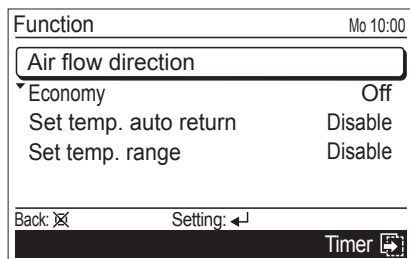 Function Mo 10:00
Air flow direction
Economy Off
Set temp. auto return Disable
Set temp. range Disable
Back: Setting:
Timer